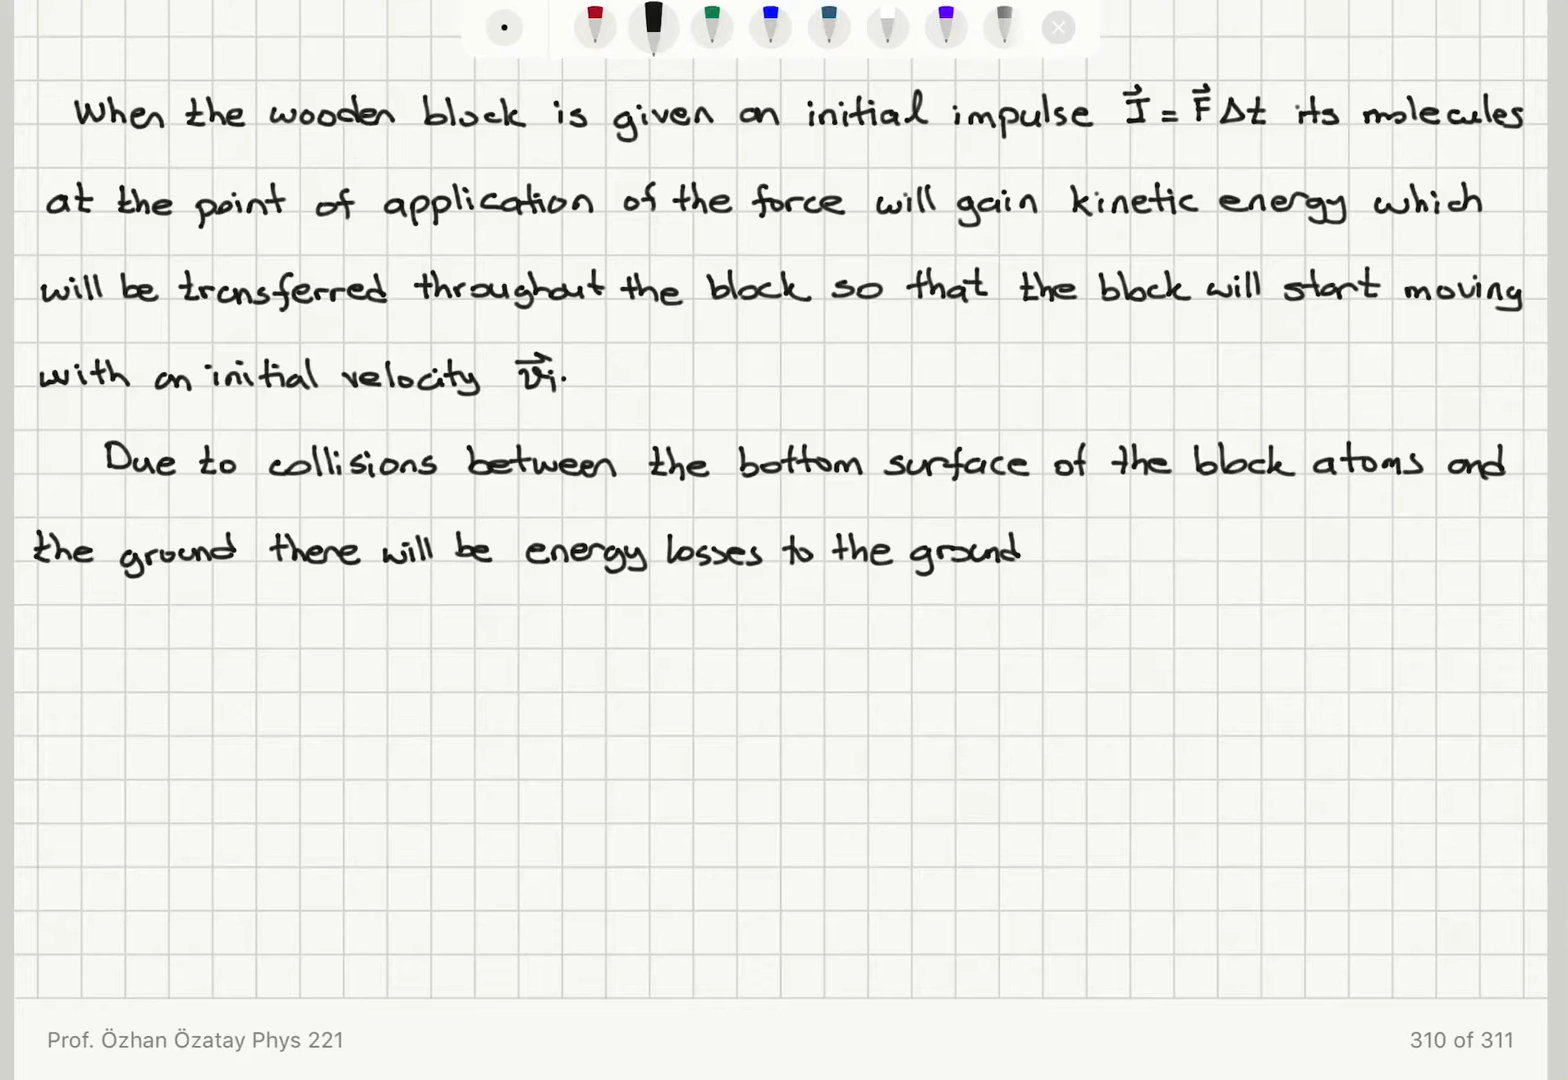 When the wooden block is given an initial impulse I⃗ = F⃗ Δt its molecules
at the point of application of the force will gain kinetic energy which
will be transferred throughout the block so that the block will start moving
with an initial velocity v⃗i.
Due to collisions between the bottom surface of the block atoms and
the ground there will be energy losses to the ground
Prof. Özhan Özatay Phys 221
310 of 311